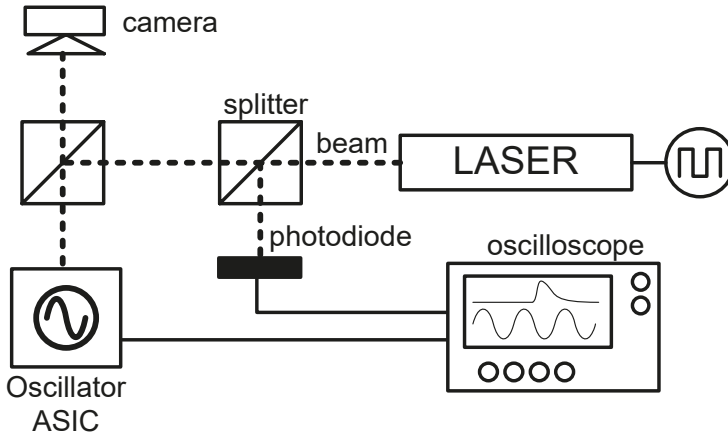 camera
splitter
beam
LASER
photodiode
oscilloscope
Oscillator
ASIC